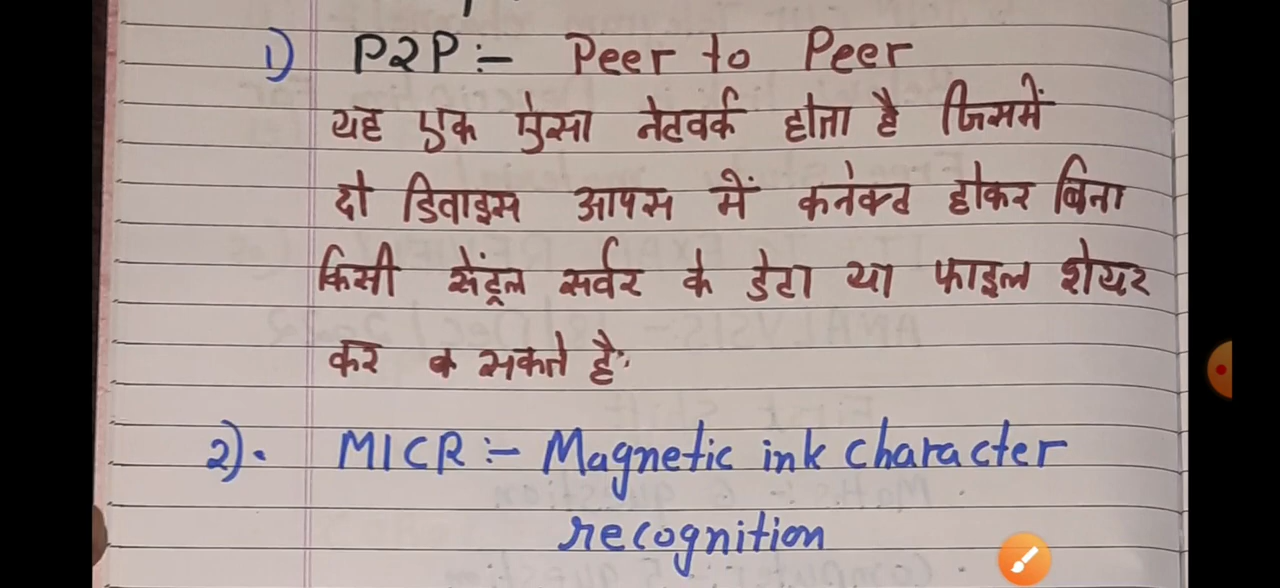 1) P2P :- Peer to Peer
यह एक ऐसा नेटवर्क होता है जिसमें
दो डिवाइस आपस में कनेक्ट होकर बिना
किसी सेंट्रल सर्वर के डेटा या फाइल शेयर
कर सकते है·
2). MICR :- Magnetic ink character
recognition